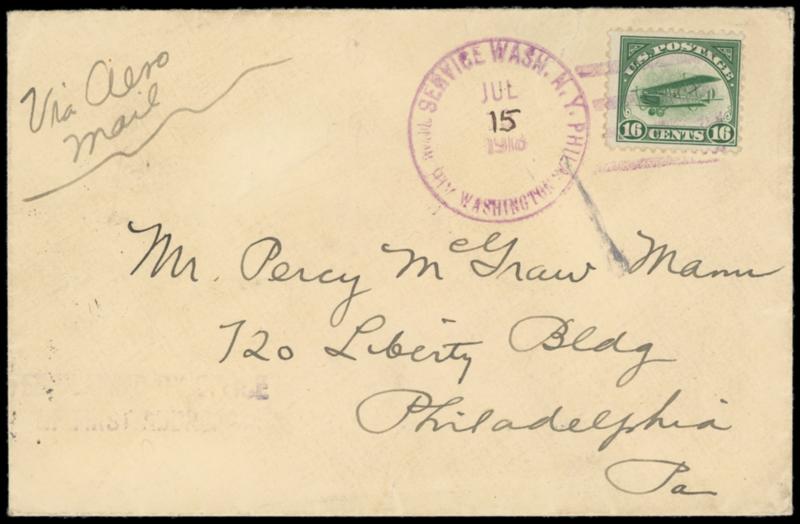 Via Aero
Mail
AIR MAIL SERVICE WASH. N.Y. PHILA
JUL
15
1918
WASHINGTON
U.S. POSTAGE
16 CENTS 16
Mr. Percy McGraw Mann
720 Liberty Bldg
Philadelphia
Pa